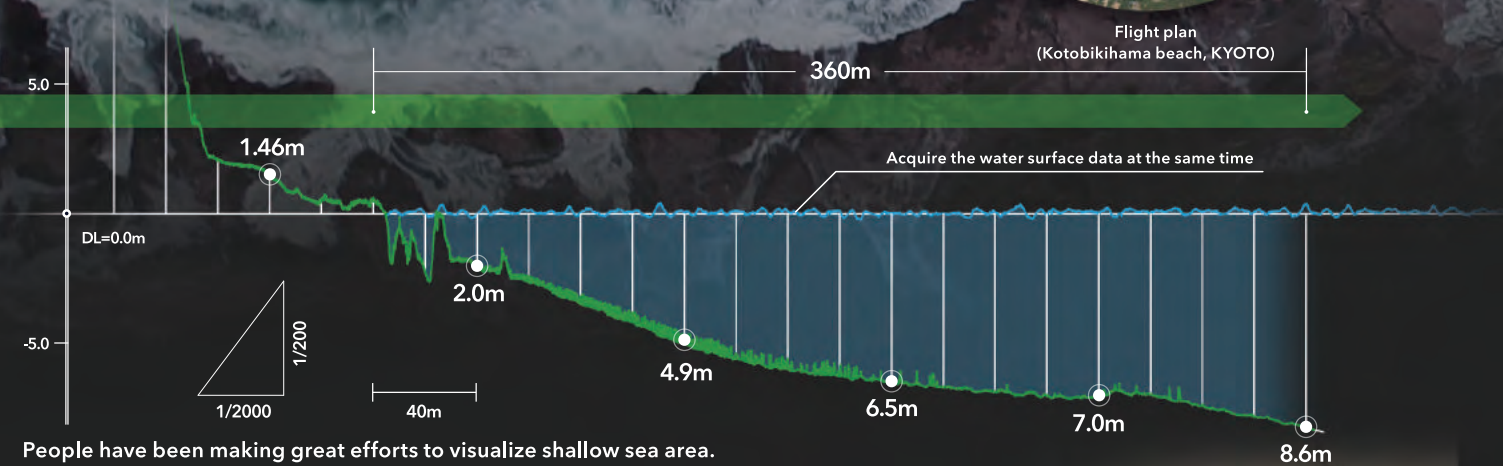 Flight plan
(Kotobikihama beach, KYOTO)
360m
5.0
1.46m
Acquire the water surface data at the same time
DL=0.0m
2.0m
1/200
-5.0
4.9m
6.5m
1/2000
40m
7.0m
8.6m
People have been making great efforts to visualize shallow sea area.